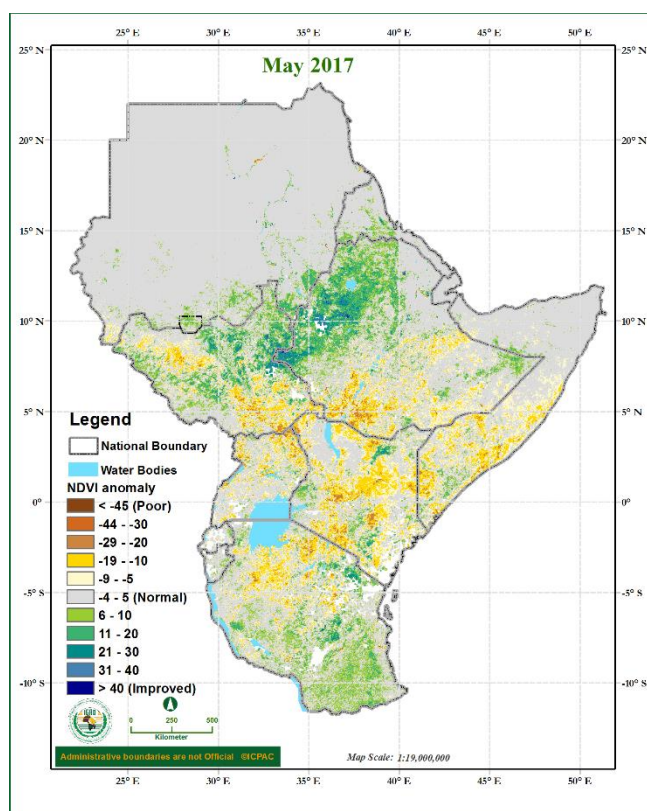 25° E 30° E 35° E 40° E 45° E 50° E
May 2017
25° N 25° N
20° N 20° N
15° N 15° N
10° N 10° N
5° N 5° N
0° 0°
-5° S -5° S
-10° S -10° S
Legend
National Boundary
Water Bodies
NDVI anomaly
< -45 (Poor)
-44 - -30
-29 - -20
-19 - -10
-9 - -5
-4 - 5 (Normal)
6 - 10
11 - 20
21 - 30
31 - 40
> 40 (Improved)
0 250 500
Kilometer
Administrative boundaries are not Official ©ICPAC
Map Scale: 1:19,000,000
25° E 30° E 35° E 40° E 45° E 50° E